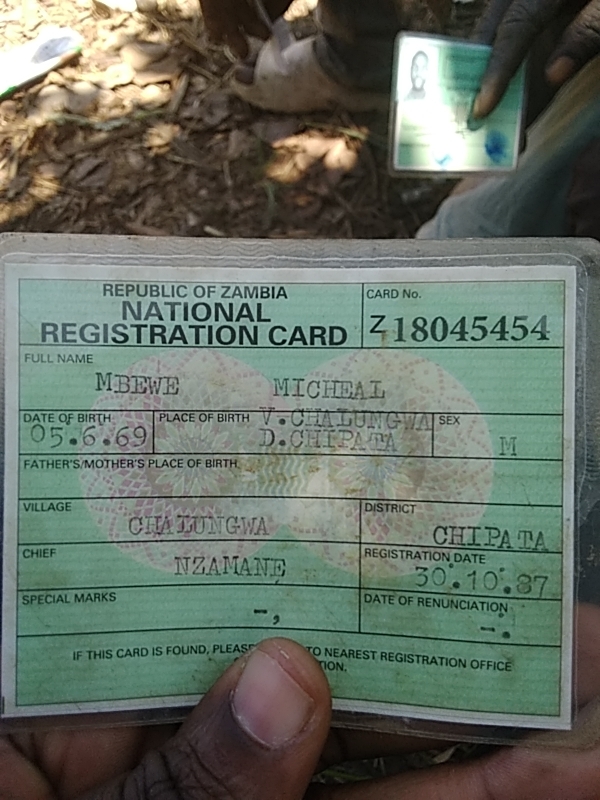 REPUBLIC OF ZAMBIA
NATIONAL
REGISTRATION CARD
CARD No.
Z18045454
FULL NAME
MBEWE MICHEAL
DATE OF BIRTH
05.6.69
PLACE OF BIRTH V.CHALUNGWA
D.CHIPATA
SEX
M
FATHER'S/MOTHER'S PLACE OF BIRTH
VILLAGE
CHALUNGWA
DISTRICT
CHIPATA
CHIEF
NZAMANE
REGISTRATION DATE
30.10.87
SPECIAL MARKS
-,
DATE OF RENUNCIATION
-.
IF THIS CARD IS FOUND, PLEASE TO NEAREST REGISTRATION OFFICE